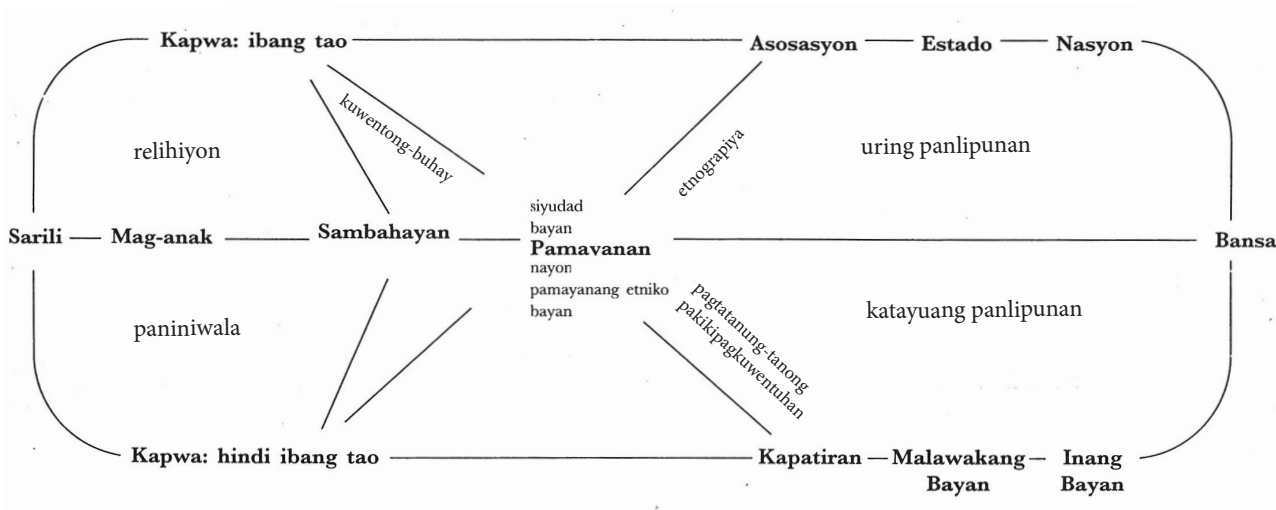 Kapwa: ibang tao
Asosasyon
Estado
Nasyon
kuwentong-buhay
etnograpiya
relihiyon
uring panlipunan
siyudad
bayan
Sarili
Mag-anak
Sambahayan
Pamavanan
Bansa
nayon
pamayanang etniko
bayan
pagtatanung-tanong
pakikipagkuwentuhan
paniniwala
katayuang panlipunan
Kapwa: hindi ibang tao
Kapatiran
Malawakang
Bayan
Inang
Bayan